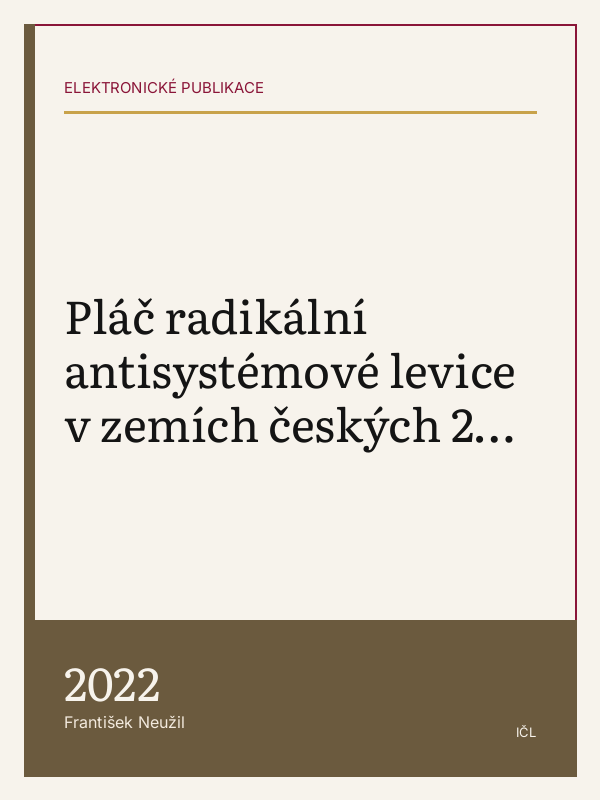 ELEKTRONICKÉ PUBLIKACE
Pláč radikální
antisystémové levice
v zemích českých 2…
2022
František Neužil
IČL